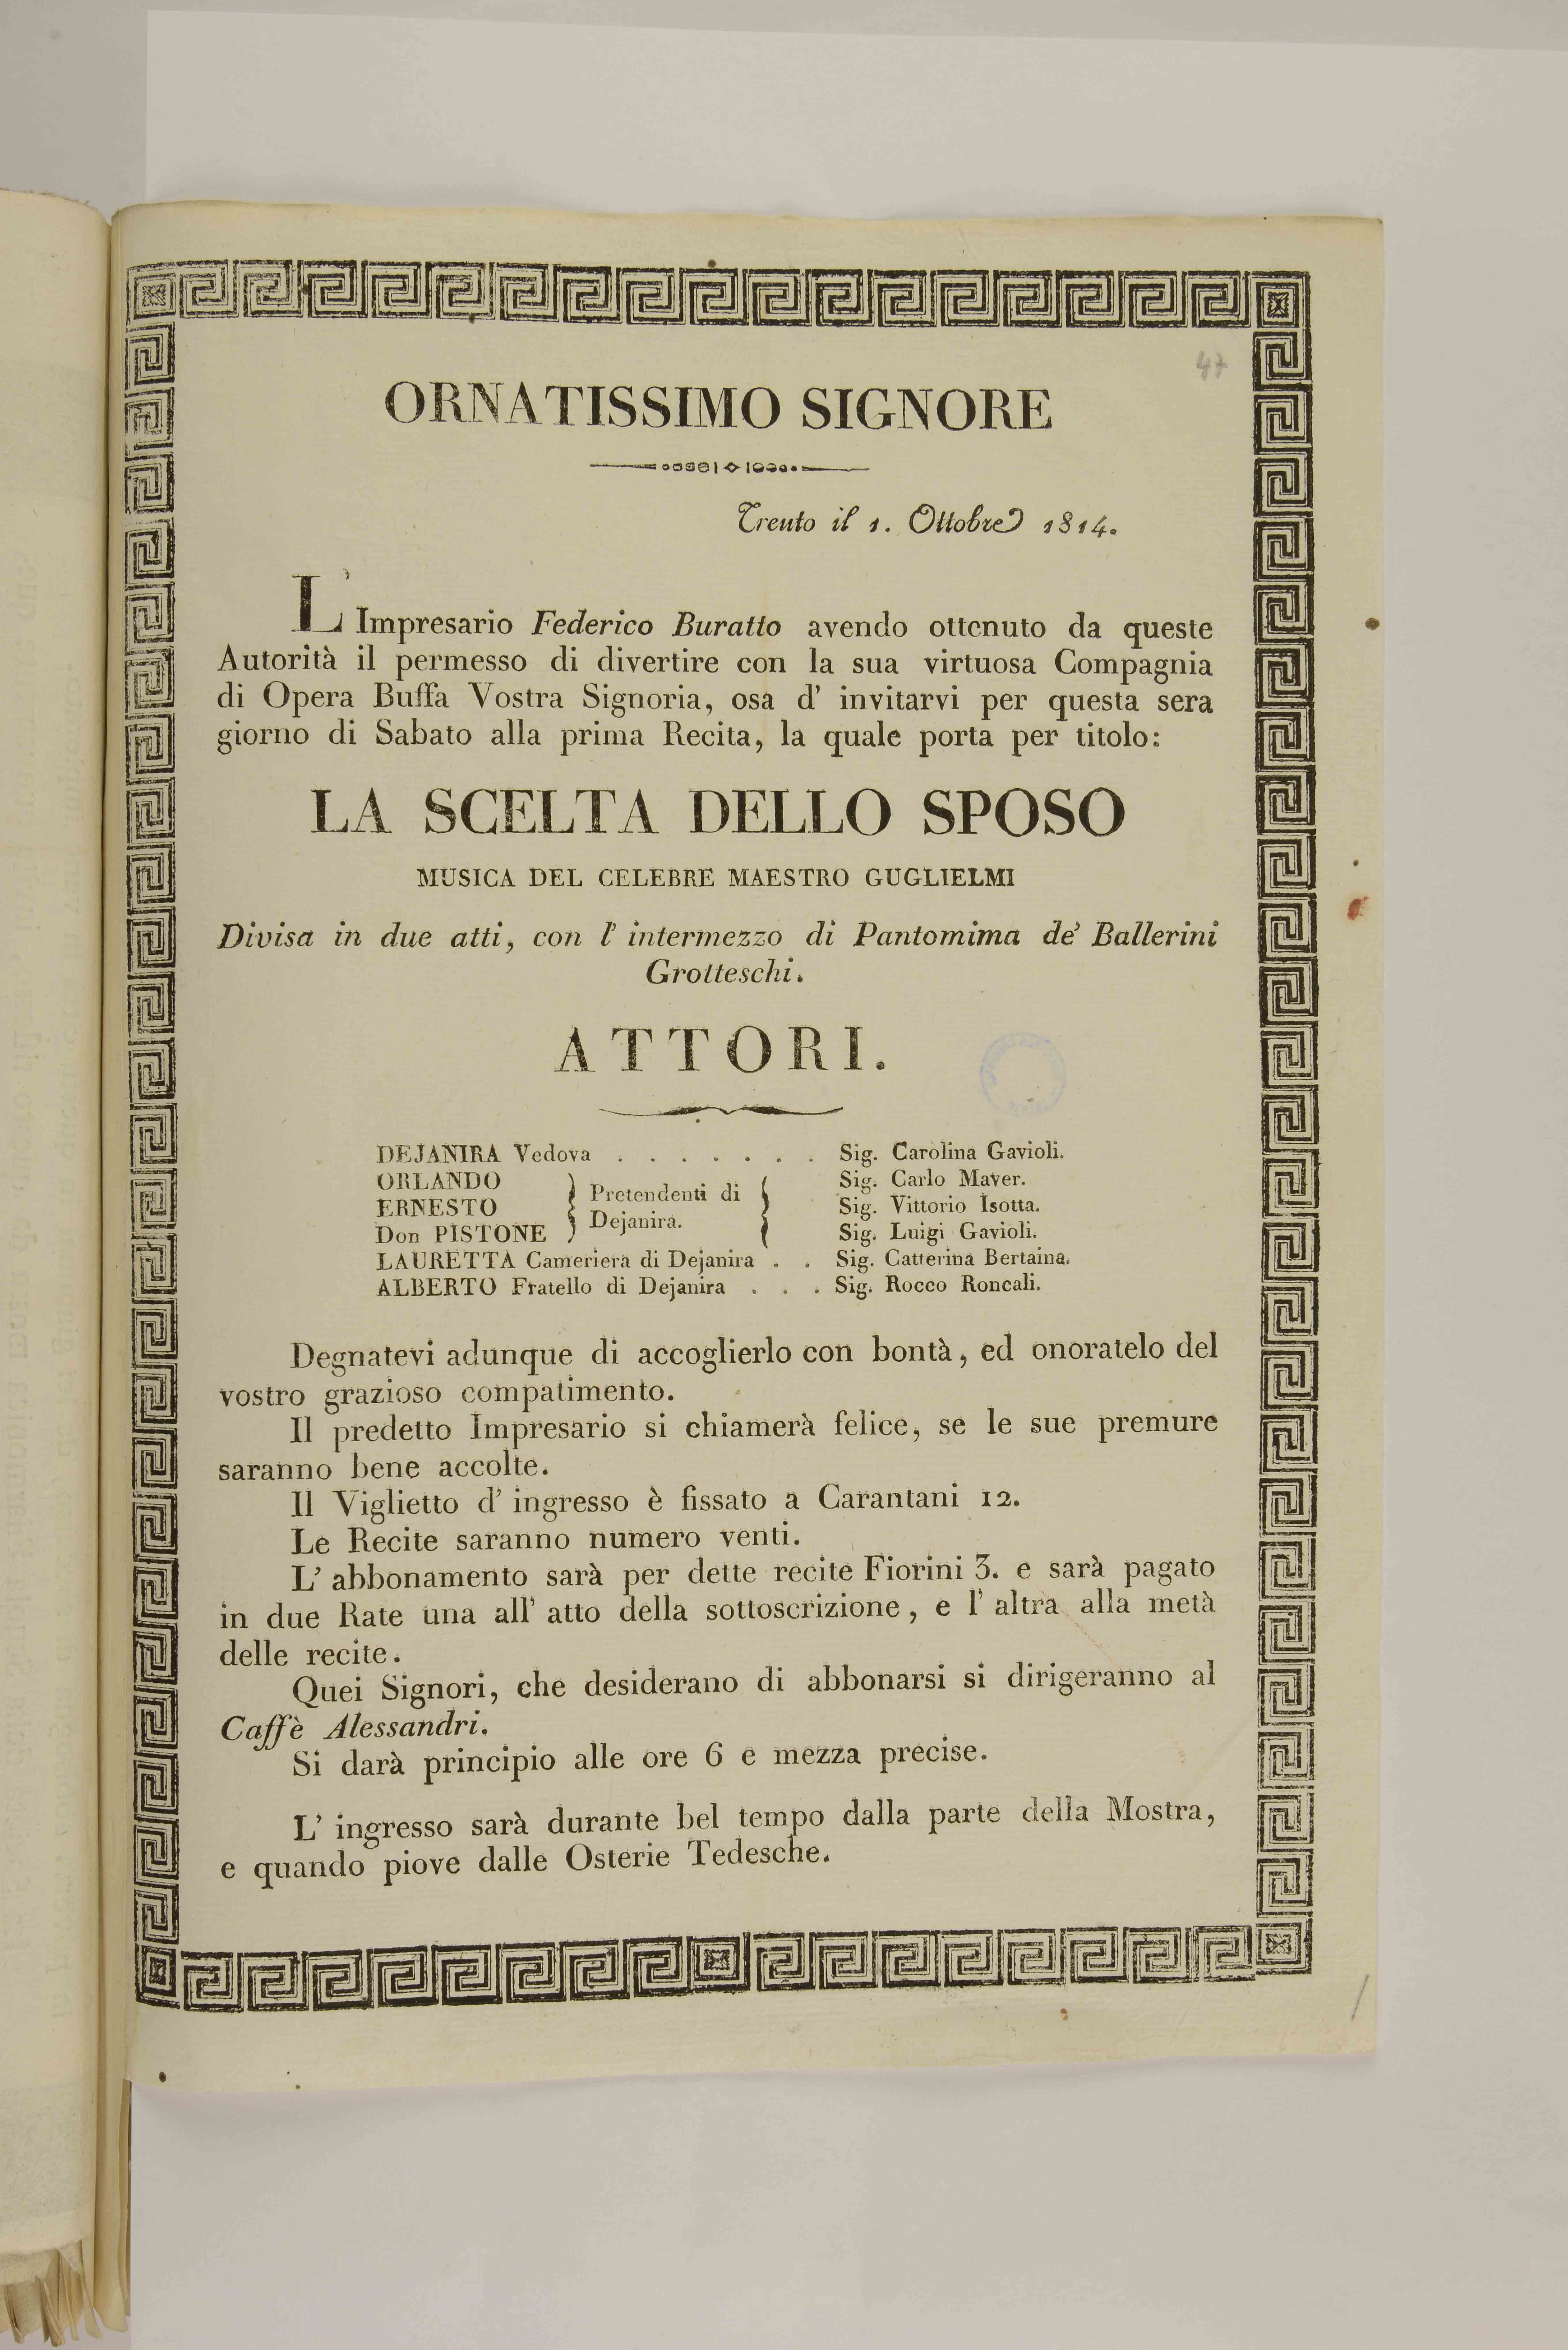 47
ORNATISSIMO SIGNORE
Trento il 1. Ottobre 1814.
L' Impresario Federico Buratto avendo ottenuto da queste
Autorità il permesso di divertire con la sua virtuosa Compagnia
di Opera Buffa Vostra Signoria, osa d' invitarvi per questa sera
giorno di Sabato alla prima Recita, la quale porta per titolo:
LA SCELTA DELLO SPOSO
MUSICA DEL CELEBRE MAESTRO GUGLIELMI
Divisa in due atti, con l' intermezzo di Pantomima de' Ballerini
Grotteschi.
ATTORI.
DEJANIRA Vedova . . . . . . . Sig. Carolina Gavioli.
ORLANDO Sig. Carlo Maver.
Pretendenti di
ERNESTO Sig. Vittorio Isotta.
Dejanira.
Don PISTONE Sig. Luigi Gavioli.
LAURETTA Cameriera di Dejanira . . Sig. Catterina Bertaina.
ALBERTO Fratello di Dejanira . . . Sig. Rocco Roncali.
Degnatevi adunque di accoglierlo con bontà, ed onoratelo del
vostro grazioso compatimento.
Il predetto Impresario si chiamerà felice, se le sue premure
saranno bene accolte.
Il Viglietto d' ingresso è fissato a Carantani 12.
Le Recite saranno numero venti.
L' abbonamento sarà per dette recite Fiorini 3. e sarà pagato
in due Rate una all' atto della sottoscrizione, e l' altra alla metà
delle recite.
Quei Signori, che desiderano di abbonarsi si dirigeranno al
Caffè Alessandri.
Si darà principio alle ore 6 e mezza precise.
L' ingresso sarà durante bel tempo dalla parte della Mostra,
e quando piove dalle Osterie Tedesche.